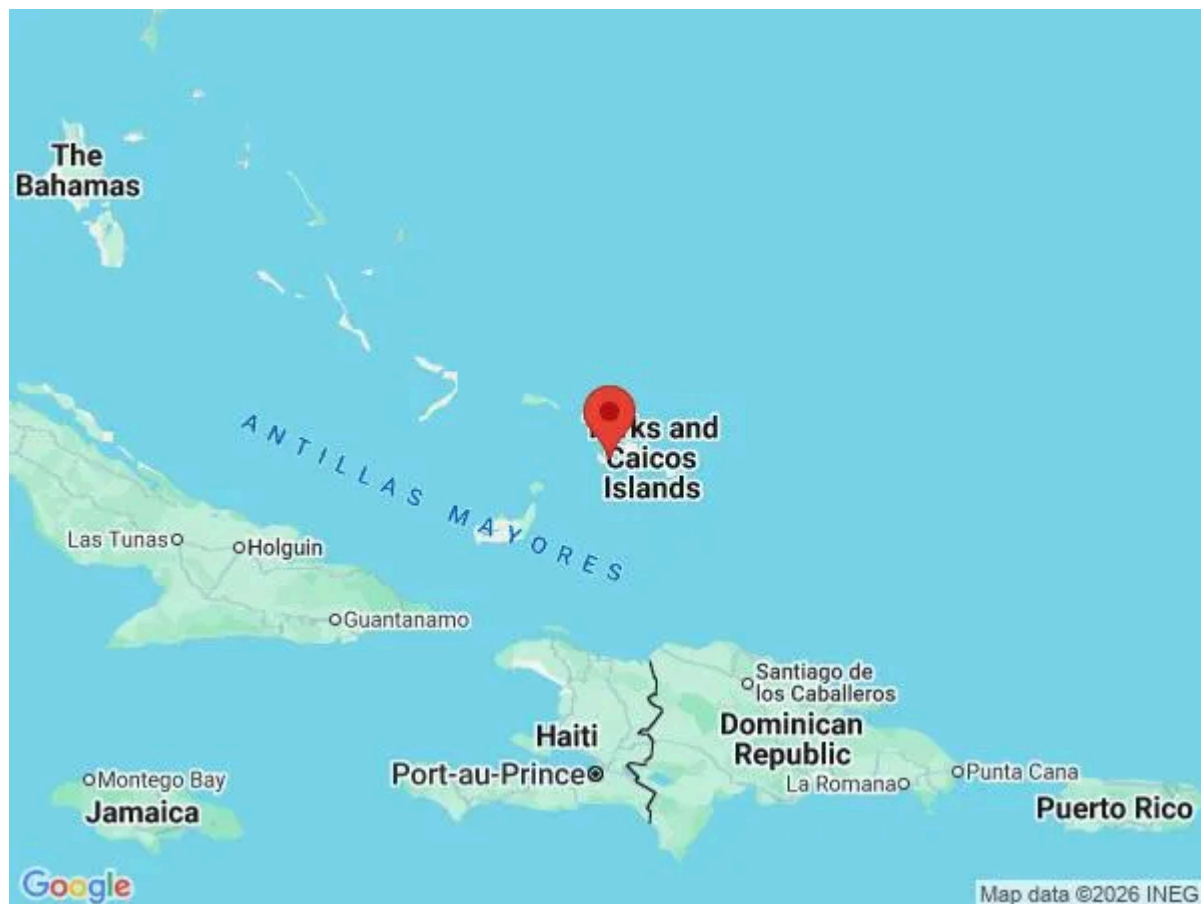 The
Bahamas
rks and
Caicos
Islands
ANTILLAS MAYORES
Las Tunas
Holguin
Guantanamo
Santiago de
los Caballeros
Haiti
Dominican
Republic
Port-au-Prince
La Romana
Punta Cana
Montego Bay
Jamaica
Puerto Rico
Google
Map data ©2026 INEG